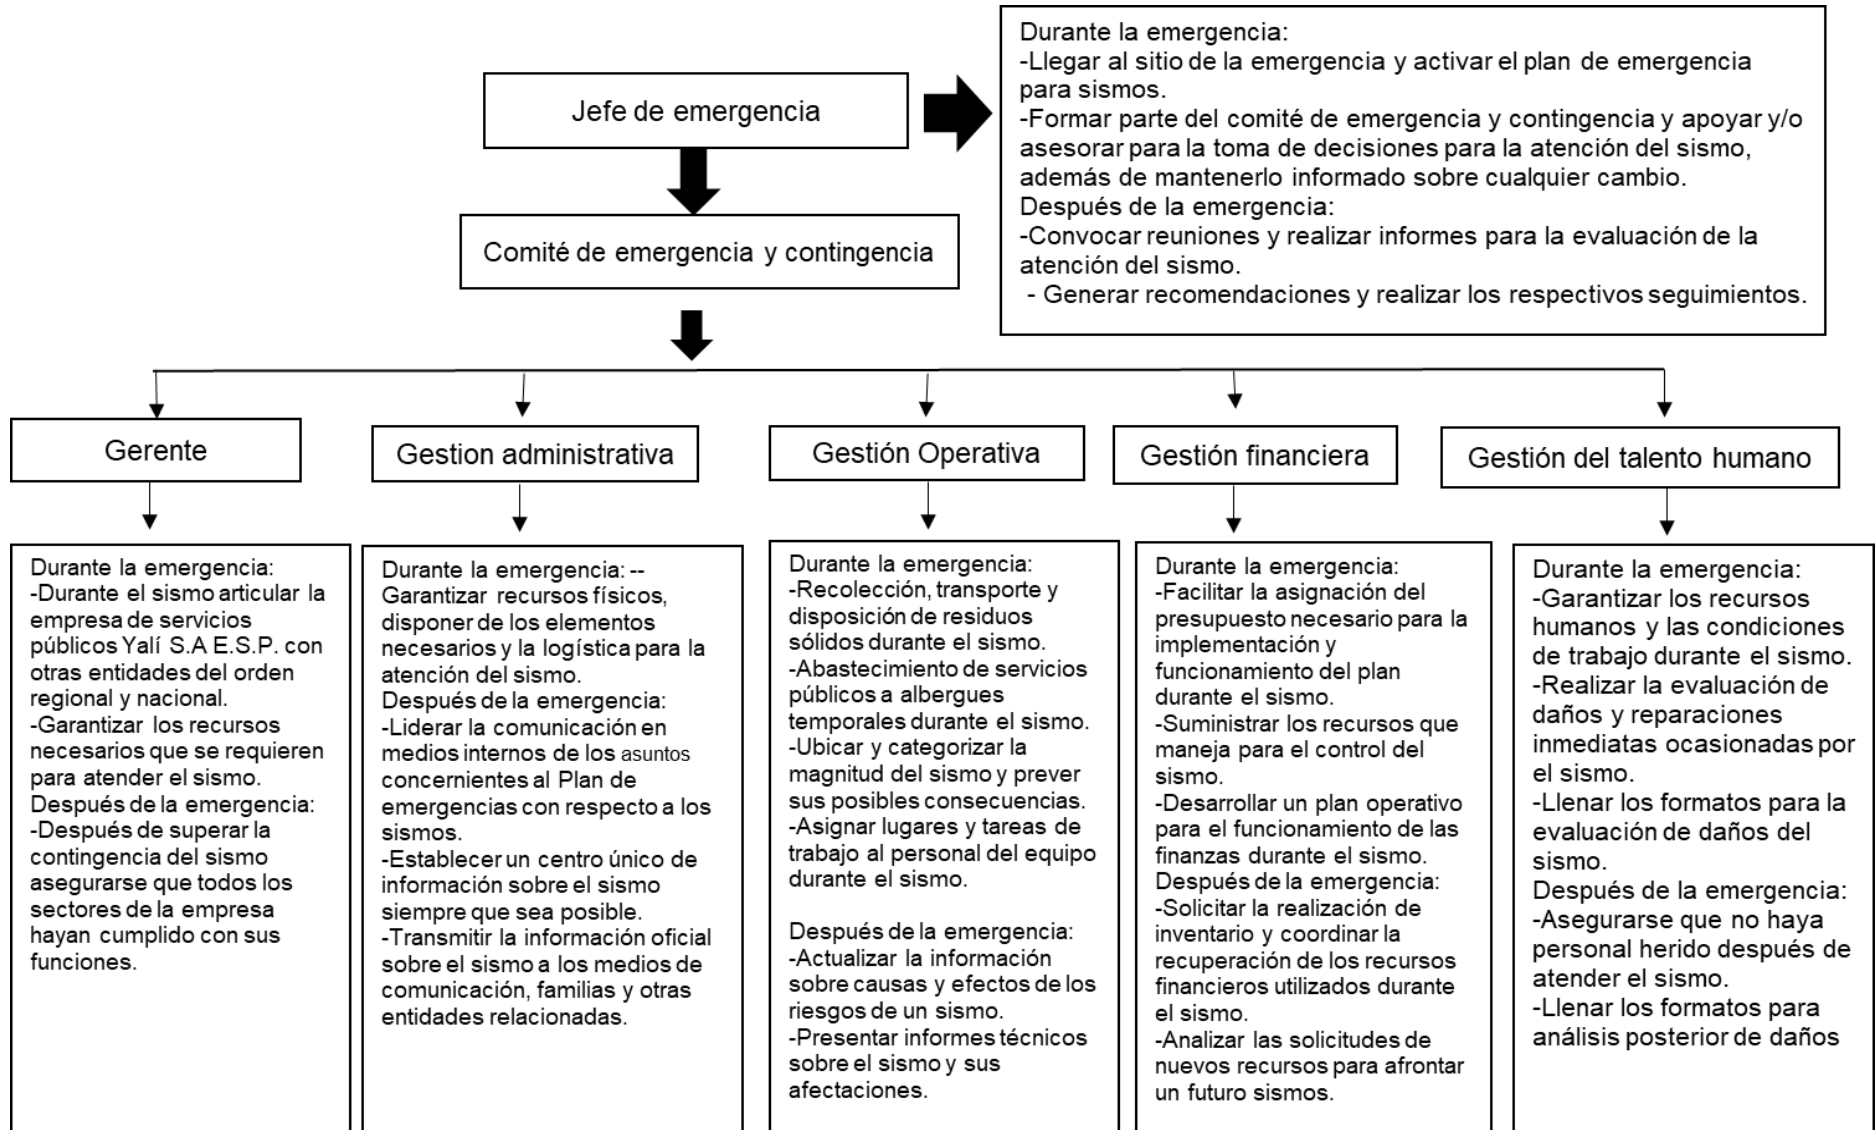 Jefe de emergencia
Durante la emergencia:
-Llegar al sitio de la emergencia y activar el plan de emergencia
para sismos.
-Formar parte del comité de emergencia y contingencia y apoyar y/o
asesorar para la toma de decisiones para la atención del sismo,
además de mantenerlo informado sobre cualquier cambio.
Después de la emergencia:
-Convocar reuniones y realizar informes para la evaluación de la
atención del sismo.
- Generar recomendaciones y realizar los respectivos seguimientos.
Comité de emergencia y contingencia
Gerente
Gestion administrativa
Gestión Operativa
Gestión financiera
Gestión del talento humano
Durante la emergencia:
-Durante el sismo articular la
empresa de servicios
públicos Yalí S.A E.S.P. con
otras entidades del orden
regional y nacional.
-Garantizar los recursos
necesarios que se requieren
para atender el sismo.
Después de la emergencia:
-Después de superar la
contingencia del sismo
asegurarse que todos los
sectores de la empresa
hayan cumplido con sus
funciones.
Durante la emergencia: --
Garantizar recursos físicos,
disponer de los elementos
necesarios y la logística para la
atención del sismo.
Después de la emergencia:
-Liderar la comunicación en
medios internos de los asuntos
concernientes al Plan de
emergencias con respecto a los
sismos.
-Establecer un centro único de
información sobre el sismo
siempre que sea posible.
-Transmitir la información oficial
sobre el sismo a los medios de
comunicación, familias y otras
entidades relacionadas.
Durante la emergencia:
-Recolección, transporte y
disposición de residuos
sólidos durante el sismo.
-Abastecimiento de servicios
públicos a albergues
temporales durante el sismo.
-Ubicar y categorizar la
magnitud del sismo y prever
sus posibles consecuencias.
-Asignar lugares y tareas de
trabajo al personal del equipo
durante el sismo.
Después de la emergencia:
-Actualizar la información
sobre causas y efectos de los
riesgos de un sismo.
-Presentar informes técnicos
sobre el sismo y sus
afectaciones.
Durante la emergencia:
-Facilitar la asignación del
presupuesto necesario para la
implementación y
funcionamiento del plan
durante el sismo.
-Suministrar los recursos que
maneja para el control del
sismo.
-Desarrollar un plan operativo
para el funcionamiento de las
finanzas durante el sismo.
Después de la emergencia:
-Solicitar la realización de
inventario y coordinar la
recuperación de los recursos
financieros utilizados durante
el sismo.
-Analizar las solicitudes de
nuevos recursos para afrontar
un futuro sismos.
Durante la emergencia:
-Garantizar los recursos
humanos y las condiciones
de trabajo durante el sismo.
-Realizar la evaluación de
daños y reparaciones
inmediatas ocasionadas por
el sismo.
-Llenar los formatos para la
evaluación de daños del
sismo.
Después de la emergencia:
-Asegurarse que no haya
personal herido después de
atender el sismo.
-Llenar los formatos para
análisis posterior de daños